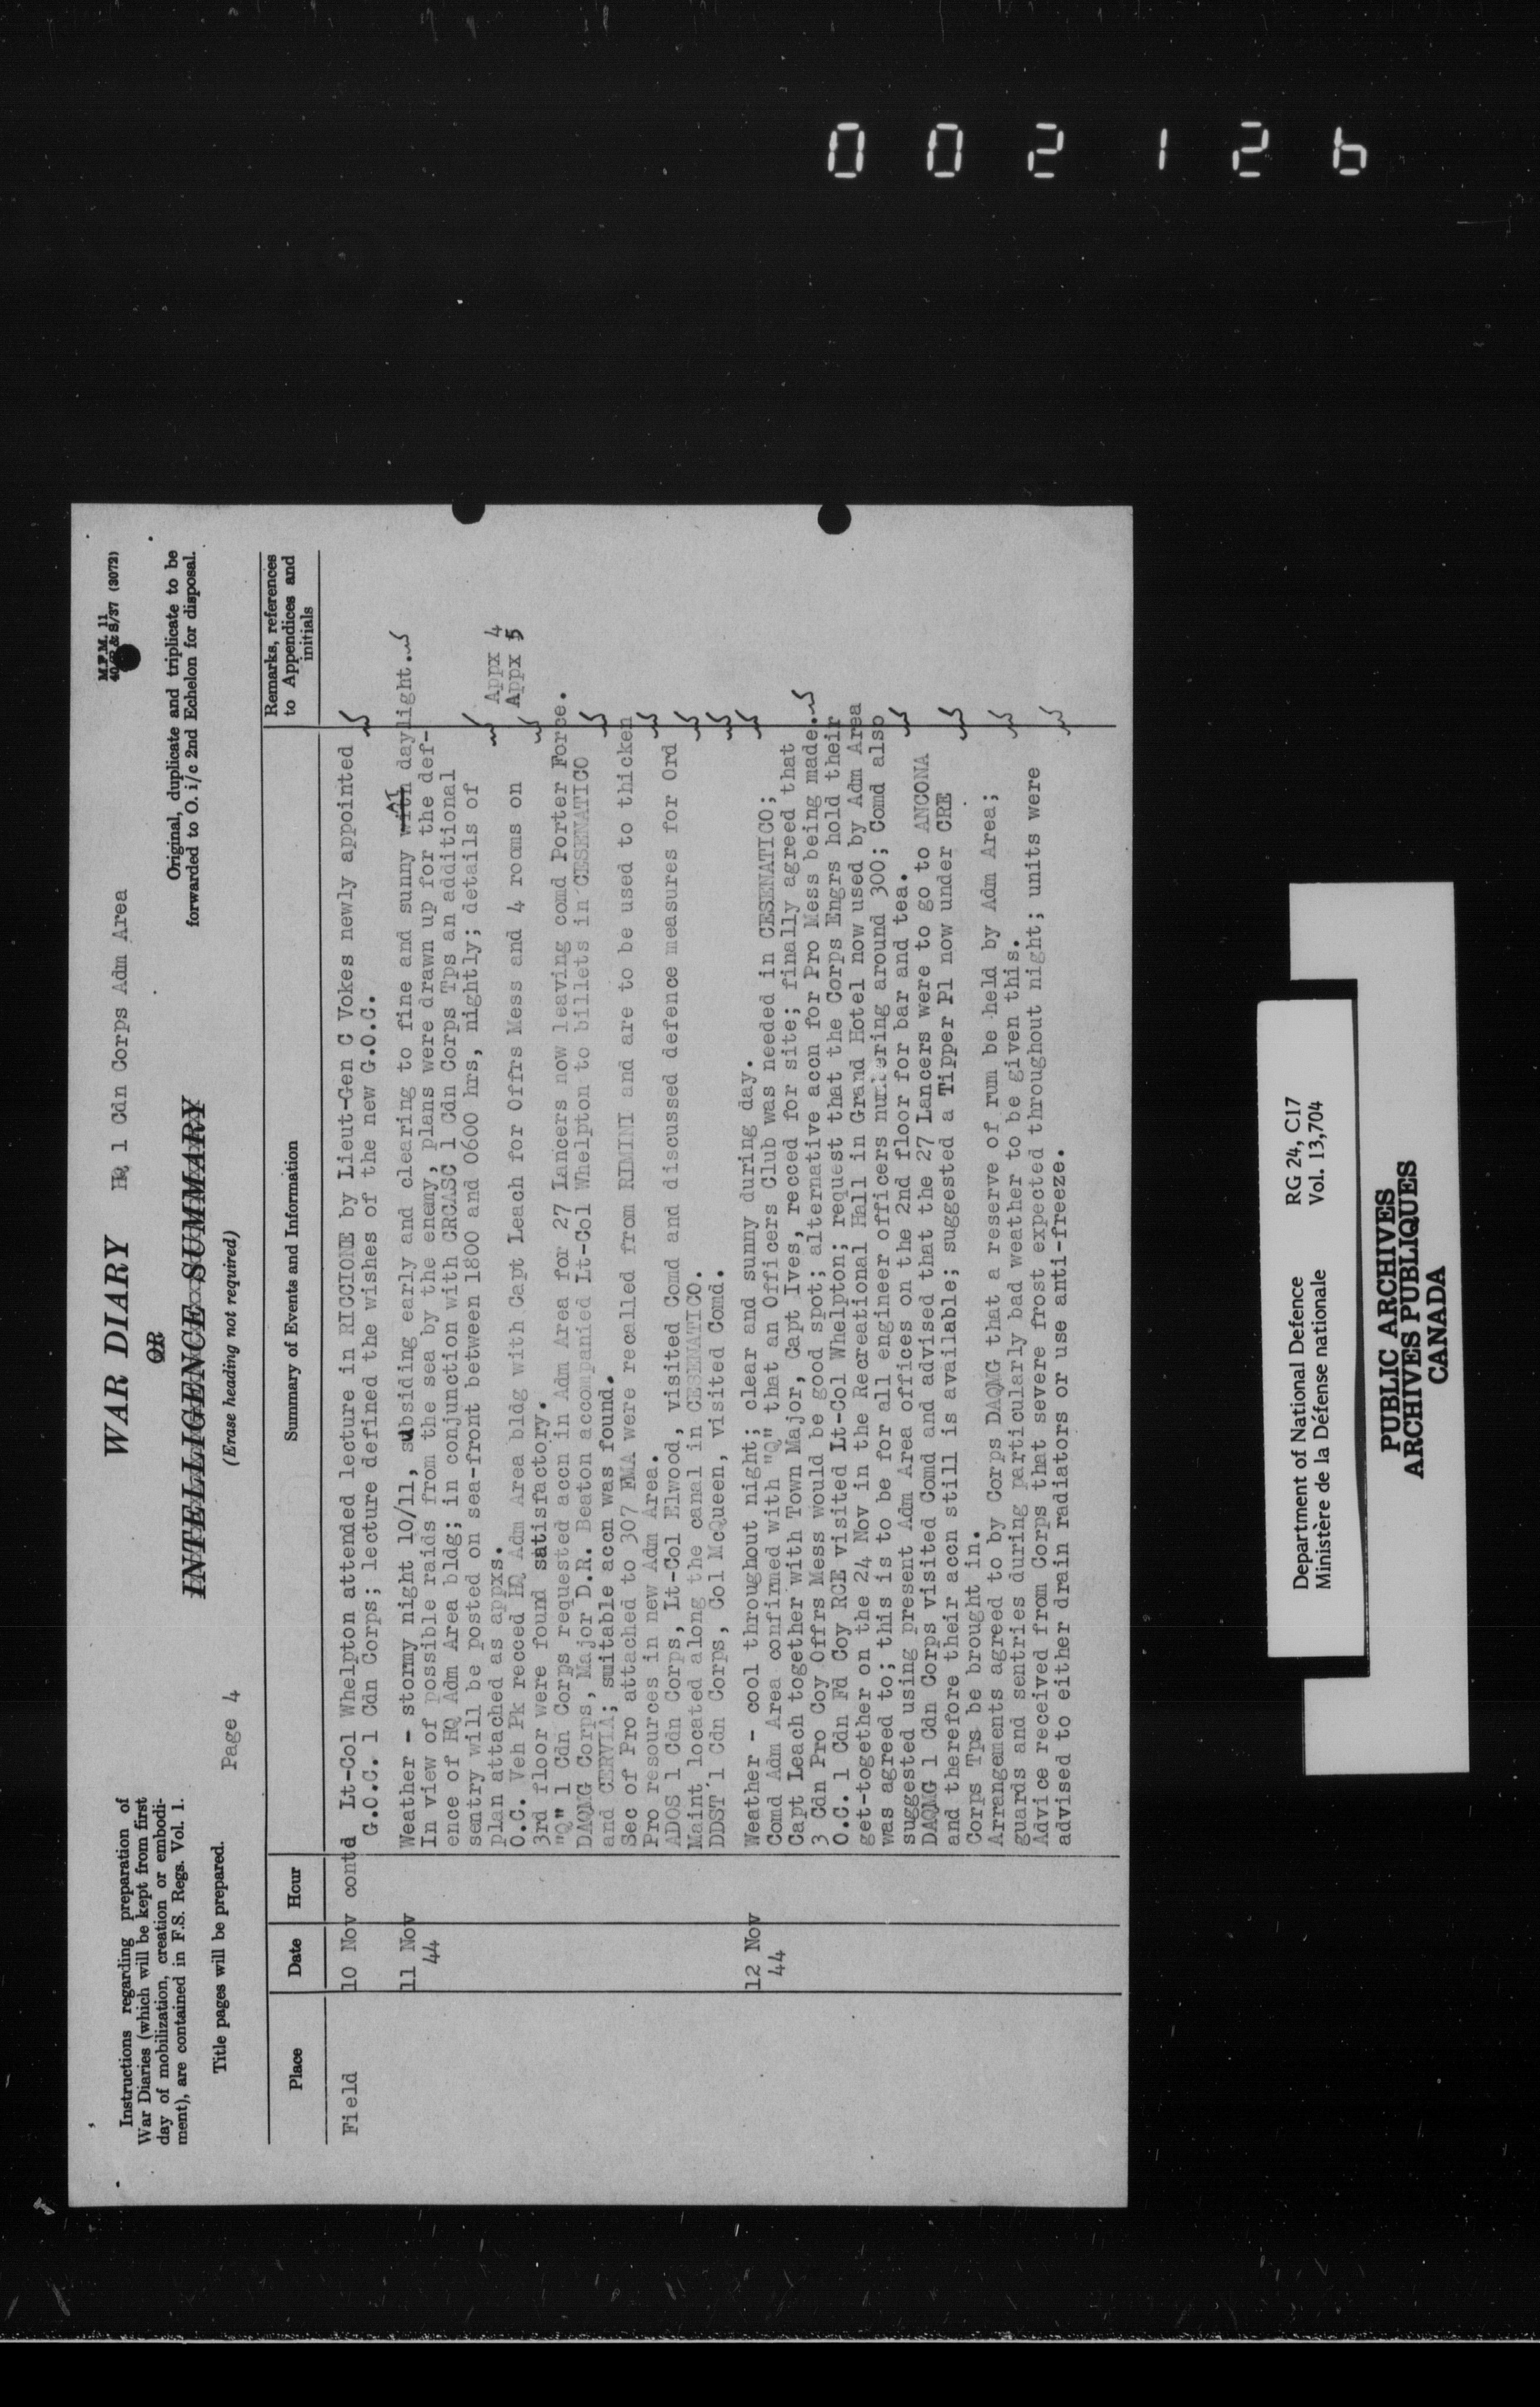 002126
M.F.M. 11
Instructions regarding preparation of
War Diaries (which will be kept from first
day of mobilization, creation or embodi-
ment), are contained in F.S. Regs. Vol. 1.
Title pages will be prepared.
WAR DIARY
OR
INTELLIGENCE SUMMARY
(Erase heading not required)
Page 4
HQ 1 Cdn Corps Adm Area
Original, duplicate and triplicate to be
forwarded to O. i/c 2nd Echelon for disposal.
Place Date Hour Summary of Events and Information Remarks, references
to Appendices and
initials
Field 10 Nov contd Lt-Col Whelpton attended lecture in RICCIONE by Lieut-Gen C Vokes newly appointed
G.O.C. 1 Cdn Corps; lecture defined the wishes of the new G.O.C.
11 Nov Weather - stormy night 10/11, subsiding early and clearing to fine and sunny with AT daylight.
44 In view of possible raids from the sea by the enemy, plans were drawn up for the def-
ence of HQ Adm Area bldg; in conjunction with CRCASC 1 Cdn Corps Tps an additional
sentry will be posted on sea-front between 1800 and 0600 hrs, nightly; details of
plan attached as appxs. Appx 4
O.C. Veh Pk recced HQ Adm Area bldg with Capt Leach for Offrs Mess and 4 rooms on Appx 5
3rd floor were found satisfactory.
"Q" 1 Cdn Corps requested accn in Adm Area for 27 Lancers now leaving comd Porter Force.
DAQMG Corps, Major D.R. Beaton accompanied Lt-Col Whelpton to billets in CESENATICO
and CERVIA; suitable accn was found.
Sec of Pro attached to 307 FMA were recalled from RIMINI and are to be used to thicken
Pro resources in new Adm Area.
ADOS 1 Cdn Corps, Lt-Col Elwood, visited Comd and discussed defence measures for Ord
Maint located along the canal in CESENATICO.
DDST 1 Cdn Corps, Col McQueen, visited Comd.
12 Nov Weather - cool throughout night; clear and sunny during day.
44 Comd Adm Area confirmed with "Q" that an Officers Club was needed in CESENATICO;
Capt Leach together with Town Major, Capt Ives, recced for site; finally agreed that
3 Cdn Pro Coy Offrs Mess would be good spot; alternative accn for Pro Mess being made.
O.C. 1 Cdn Fd Coy RCE visited Lt-Col Whelpton; request that the Corps Engrs hold their
get-together on the 24 Nov in the Recreational Hall in Grand Hotel now used by Adm Area
was agreed to; this is to be for all engineer officers numbering around 300; Comd also
suggested using present Adm Area offices on the 2nd floor for bar and tea.
DAQMG 1 Cdn Corps visited Comd and advised that the 27 Lancers were to go to ANCONA
and therefore their accn still is available; suggested a Tipper Pl now under CRE
Corps Tps be brought in.
Arrangements agreed to by Corps DAQMG that a reserve of rum be held by Adm Area;
guards and sentries during particularly bad weather to be given this.
Advice received from Corps that severe frost expected throughout night; units were
advised to either drain radiators or use anti-freeze.
Department of National Defence RG 24, C17
Ministère de la Défense nationale Vol. 13,704
PUBLIC ARCHIVES
ARCHIVES PUBLIQUES
CANADA